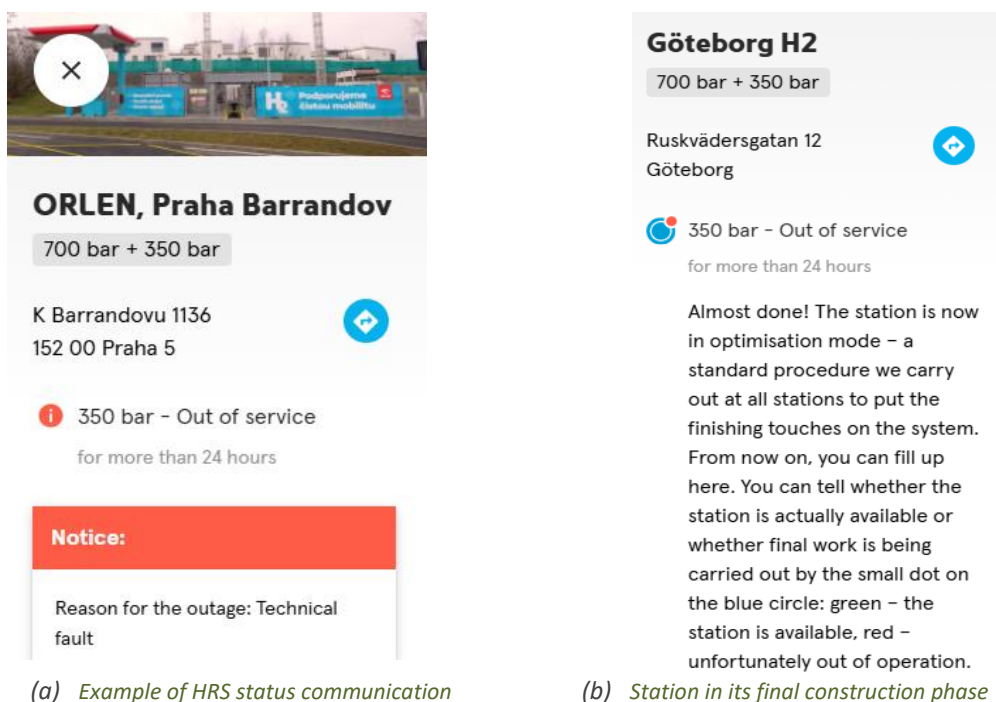 H₂ Podporujeme
čistou mobilitu
ORLEN, Praha Barrandov
700 bar + 350 bar
K Barrandovu 1136
152 00 Praha 5
350 bar - Out of service
for more than 24 hours
Notice:
Reason for the outage: Technical
fault
(a) Example of HRS status communication
Göteborg H2
700 bar + 350 bar
Ruskvädersgatan 12
Göteborg
350 bar - Out of service
for more than 24 hours
Almost done! The station is now
in optimisation mode – a
standard procedure we carry
out at all stations to put the
finishing touches on the system.
From now on, you can fill up
here. You can tell whether the
station is actually available or
whether final work is being
carried out by the small dot on
the blue circle: green – the
station is available, red –
unfortunately out of operation.
(b) Station in its final construction phase